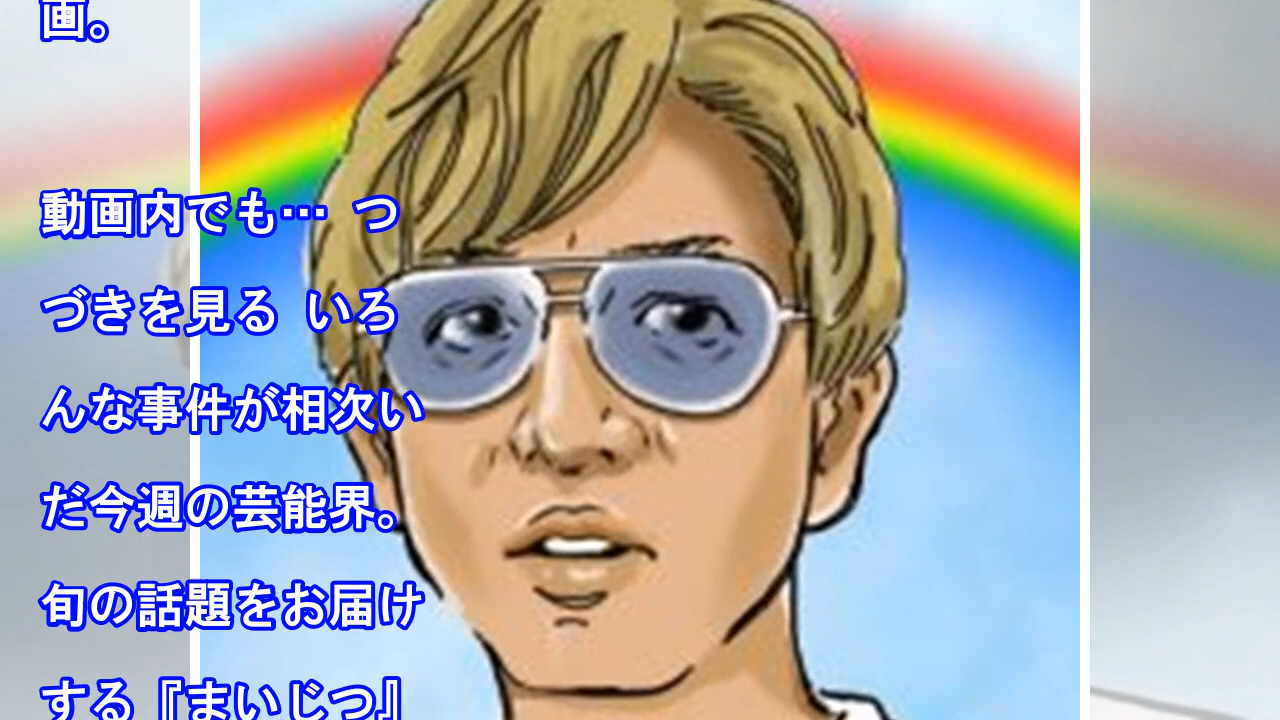 画。
動画内でも… つ
づきを見る いろ
んな事件が相次い
だ今週の芸能界。
旬の話題をお届け
する『まいじつ』